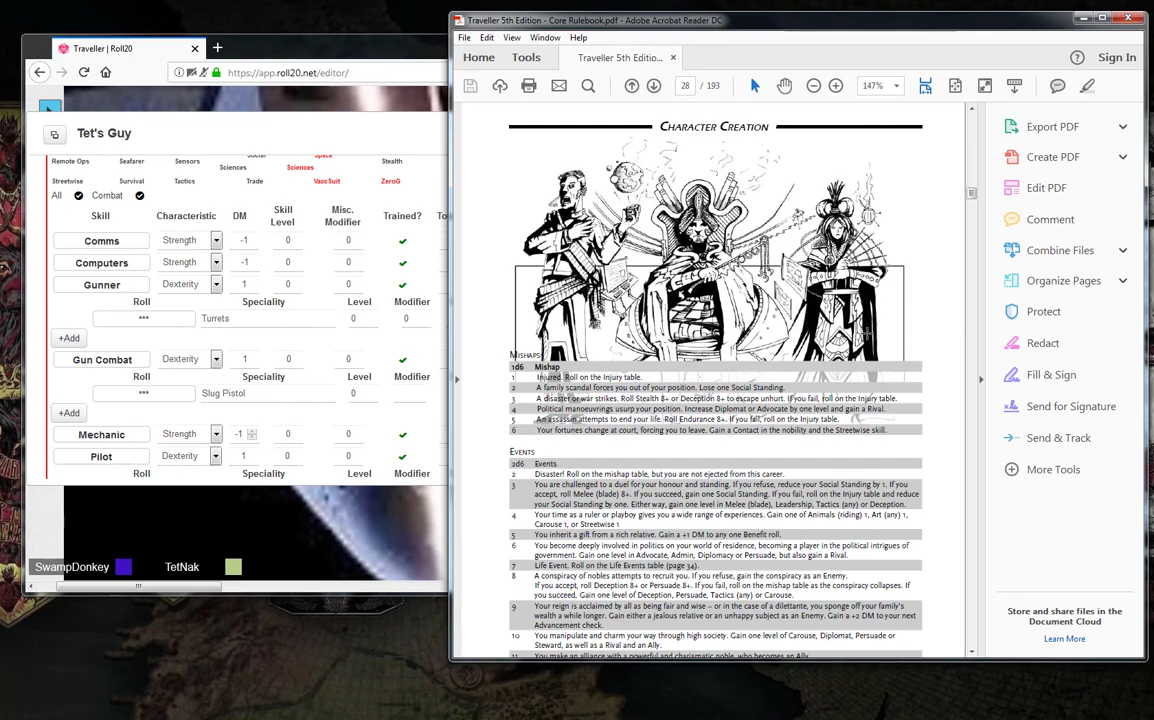 Traveller | Roll20
https://app.roll20.net/editor/
Tet's Guy
Remote Ops Seafarer Sensors Social Sciences Space Sciences Stealth
Streetwise Survival Tactics Trade Vacc Suit ZeroG
All Combat
Skill Characteristic DM Skill Level Misc. Modifier Trained?
Comms Strength -1 0 0
Computers Strength -1 0 0
Gunner Dexterity 1 0 0
Roll Speciality Level Modifier
*** Turrets 0 0
+Add
Gun Combat Dexterity 1 0 0
*** Slug Pistol 0
+Add
Mechanic Strength -1 0 0
Pilot Dexterity 1 0 0
Roll Speciality Level Modifier
SwampDonkey TetNak
Traveller 5th Edition - Core Rulebook.pdf - Adobe Acrobat Reader DC
File Edit View Window Help
Home Tools Traveller 5th Editio... Sign In
28 / 193 147%
CHARACTER CREATION
MISHAPS
1d6 Mishap
1 Injured. Roll on the Injury table.
2 A family scandal forces you out of your position. Lose one Social Standing.
3 A disaster or war strikes. Roll Stealth 8+ or Deception 8+ to escape unhurt. If you fail, roll on the Injury table.
4 Political manoeuvrings usurp your position. Increase Diplomat or Advocate by one level and gain a Rival.
5 An assassin attempts to end your life. Roll Endurance 8+. If you fail, roll on the Injury table.
6 Your fortunes change at court, forcing you to leave. Gain a Contact in the nobility and the Streetwise skill.
EVENTS
2d6 Events
2 Disaster! Roll on the mishap table, but you are not ejected from this career.
3 You are challenged to a duel for your honour and standing. If you refuse, reduce your Social Standing by 1. If you
accept, roll Melee (blade) 8+. If you succeed, gain one Social Standing. If you fail, roll on the Injury table and reduce
your Social Standing by one. Either way, gain one level in Melee (blade), Leadership, Tactics (any) or Deception.
4 Your time as a ruler or playboy gives you a wide range of experiences. Gain one of Animals (riding) 1, Art (any) 1,
Carouse 1, or Streetwise 1
5 You inherit a gift from a rich relative. Gain a +1 DM to any one Benefit roll.
6 You become deeply involved in politics on your world of residence, becoming a player in the political intrigues of
government. Gain one level in Advocate, Admin, Diplomacy or Persuade, but also gain a Rival.
7 Life Event. Roll on the Life Events table (page 34).
8 A conspiracy of nobles attempts to recruit you. If you refuse, gain the conspiracy as an Enemy.
If you accept, roll Deception 8+ or Persuade 8+. If you fail, roll on the mishap table as the conspiracy collapses. If
you succeed, Gain one level of Deception, Persuade, Tactics (any) or Carouse.
9 Your reign is acclaimed by all as being fair and wise – or in the case of a dilettante, you sponge off your family's
wealth a while longer. Gain either a jealous relative or an unhappy subject as an Enemy. Gain a +2 DM to your next
Advancement check.
10 You manipulate and charm your way through high society. Gain one level of Carouse, Diplomat, Persuade or
Steward, as well as a Rival and an Ally.
11 You make an alliance with a powerful and charismatic noble, who becomes an Ally.
Export PDF
Create PDF
Edit PDF
Comment
Combine Files
Organize Pages
Protect
Redact
Fill & Sign
Send for Signature
Send & Track
More Tools
Store and share files in the
Document Cloud
Learn More